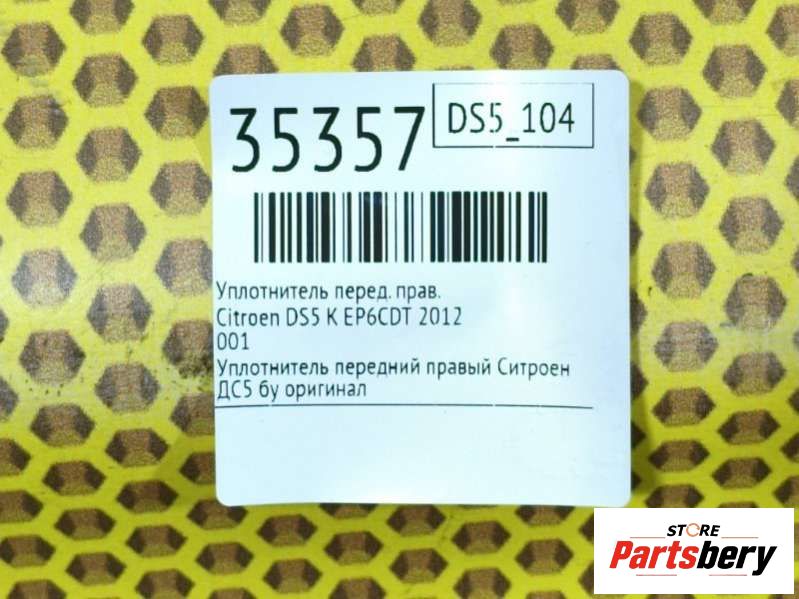 35357
DS5_104
Уплотнитель перед. прав.
Citroen DS5 K EP6CDT 2012
001
Уплотнитель передний правый Ситроен
ДС5 бу оригинал
STORE
Partsbery